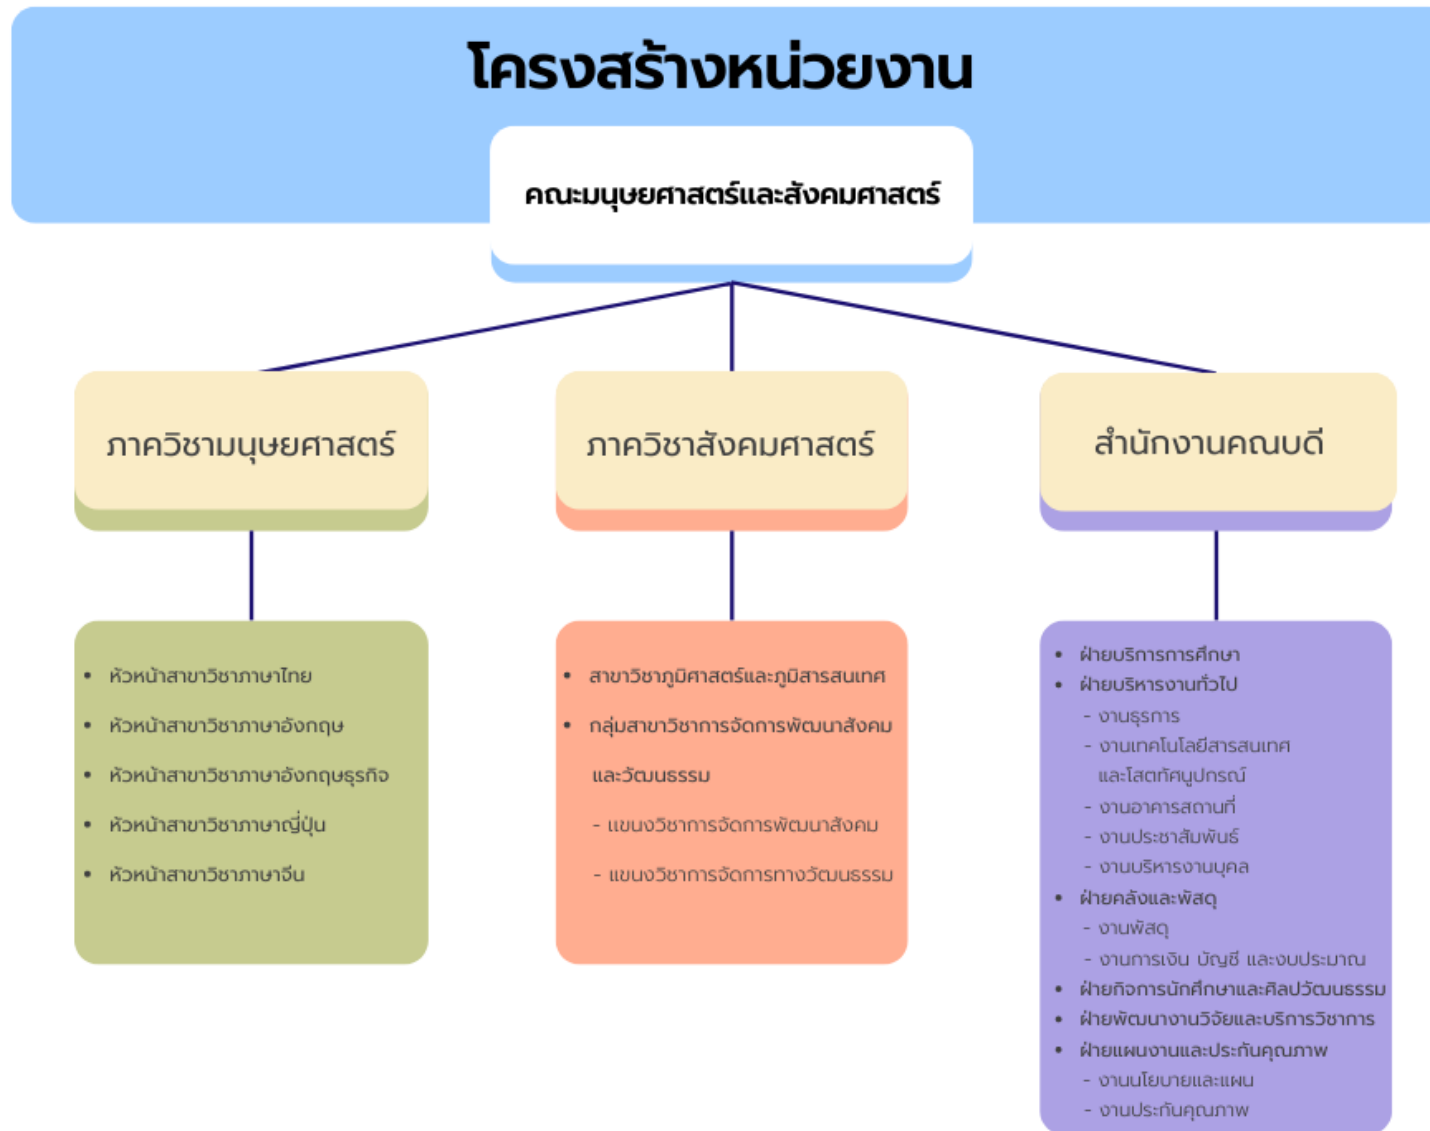 โครงสร้างหน่วยงาน
คณะมนุษยศาสตร์และสังคมศาสตร์
ภาควิชามนุษยศาสตร์
• หัวหน้าสาขาวิชาภาษาไทย
• หัวหน้าสาขาวิชาภาษาอังกฤษ
• หัวหน้าสาขาวิชาภาษาอังกฤษธุรกิจ
• หัวหน้าสาขาวิชาภาษาญี่ปุ่น
• หัวหน้าสาขาวิชาภาษาจีน
ภาควิชาสังคมศาสตร์
• สาขาวิชาภูมิศาสตร์และภูมิสารสนเทศ
• กลุ่มสาขาวิชาการจัดการพัฒนาสังคม
และวัฒนธรรม
- แขนงวิชาการจัดการพัฒนาสังคม
- แขนงวิชาการจัดการทางวัฒนธรรม
สำนักงานคณบดี
• ฝ่ายบริการการศึกษา
• ฝ่ายบริหารงานทั่วไป
- งานธุรการ
- งานเทคโนโลยีสารสนเทศ
และโสตทัศนูปกรณ์
- งานอาคารสถานที่
- งานประชาสัมพันธ์
- งานบริหารงานบุคล
• ฝ่ายคลังและพัสดุ
- งานพัสดุ
- งานการเงิน บัญชี และงบประมาณ
• ฝ่ายกิจการนักศึกษาและศิลปวัฒนธรรม
• ฝ่ายพัฒนางานวิจัยและบริการวิชาการ
• ฝ่ายแผนงานและประกันคุณภาพ
- งานนโยบายและแผน
- งานประกันคุณภาพ